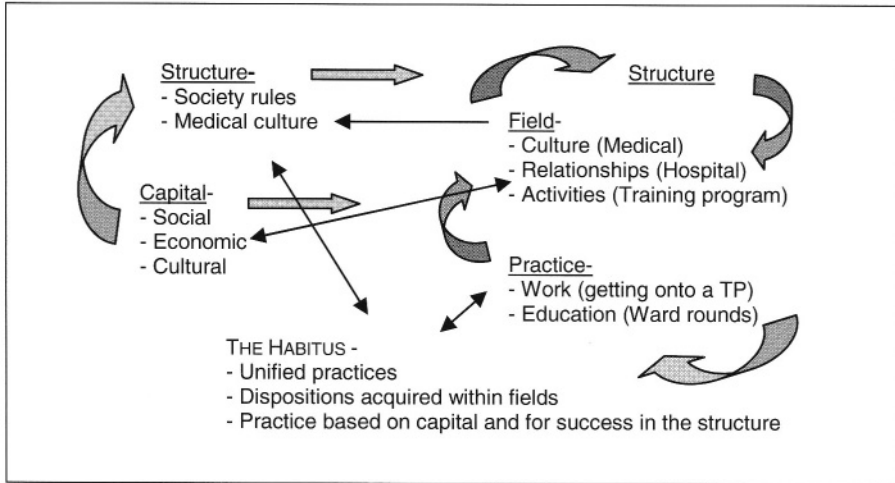 Structure-
- Society rules
- Medical culture
Structure
Field-
- Culture (Medical)
- Relationships (Hospital)
- Activities (Training program)
Capital-
- Social
- Economic
- Cultural
Practice-
- Work (getting onto a TP)
- Education (Ward rounds)
THE HABITUS -
- Unified practices
- Dispositions acquired within fields
- Practice based on capital and for success in the structure